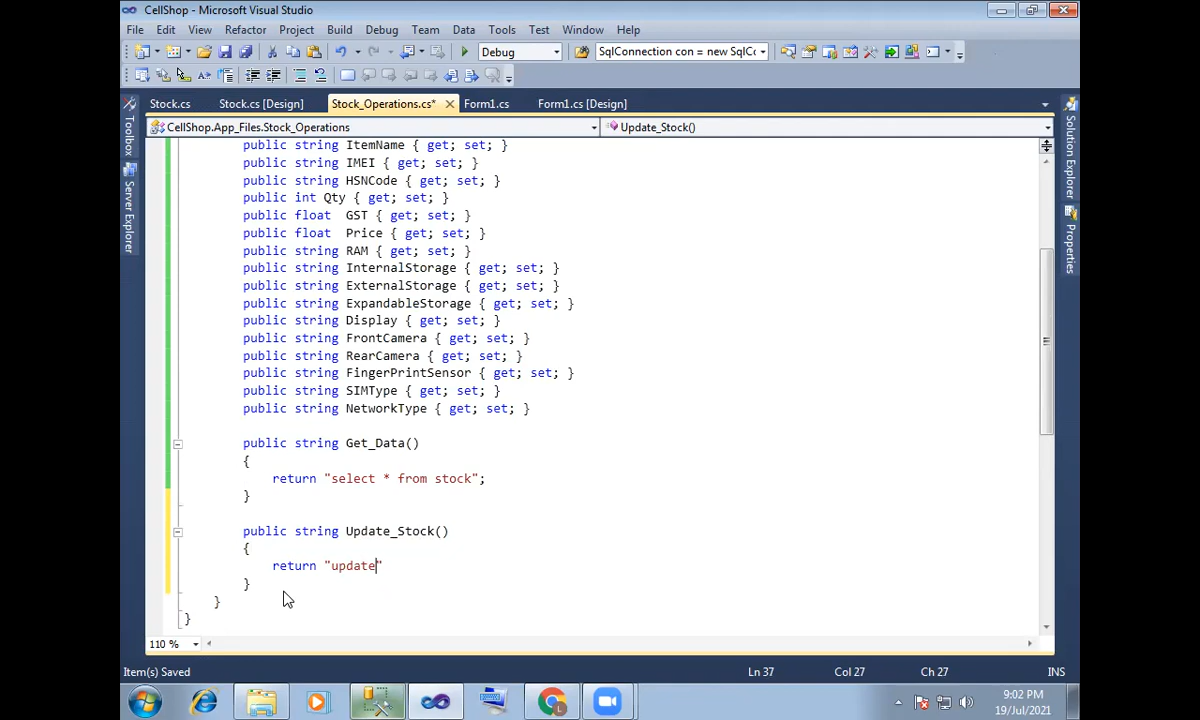 CellShop - Microsoft Visual Studio
File Edit View Refactor Project Build Debug Team Data Tools Test Window Help
Debug SqlConnection con = new SqlCc
Stock.cs Stock.cs [Design] Stock_Operations.cs* Form1.cs Form1.cs [Design]
CellShop.App_Files.Stock_Operations Update_Stock()
Toolbox
Server Explorer
Solution Explorer
Properties
public string ItemName { get; set; }
public string IMEI { get; set; }
public string HSNCode { get; set; }
public int Qty { get; set; }
public float GST { get; set; }
public float Price { get; set; }
public string RAM { get; set; }
public string InternalStorage { get; set; }
public string ExternalStorage { get; set; }
public string ExpandableStorage { get; set; }
public string Display { get; set; }
public string FrontCamera { get; set; }
public string RearCamera { get; set; }
public string FingerPrintSensor { get; set; }
public string SIMType { get; set; }
public string NetworkType { get; set; }
public string Get_Data()
{
return "select * from stock";
}
public string Update_Stock()
{
return "update"
}
}
}
110 %
Item(s) Saved Ln 37 Col 27 Ch 27 INS
9:02 PM
19/Jul/2021